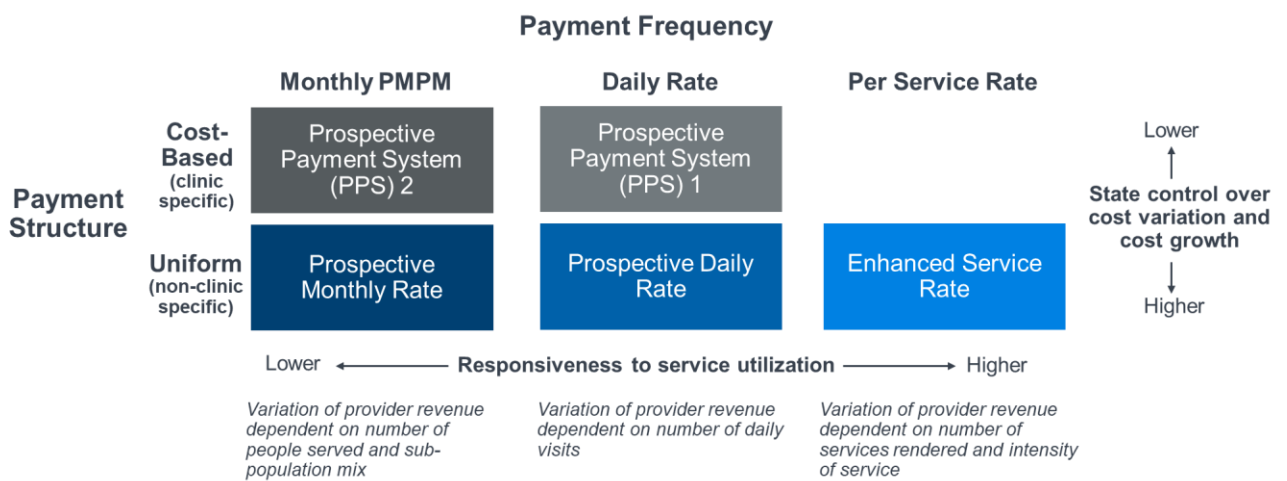 Payment Frequency
Monthly PMPM
Daily Rate
Per Service Rate
Payment
Structure
Cost-
Based
(clinic
specific)
Prospective
Payment System
(PPS) 2
Prospective
Payment System
(PPS) 1
Uniform
(non-clinic
specific)
Prospective
Monthly Rate
Prospective Daily
Rate
Enhanced Service
Rate
Lower
State control over
cost variation and
cost growth
Higher
Lower
Responsiveness to service utilization
Higher
Variation of provider revenue
dependent on number of
people served and sub-
population mix
Variation of provider revenue
dependent on number of daily
visits
Variation of provider revenue
dependent on number of
services rendered and intensity
of service